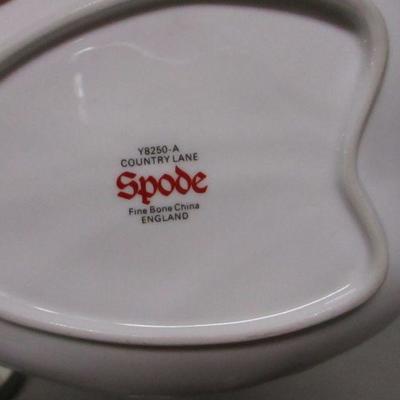 Y8250-A
COUNTRY LANE
Spode
Fine Bone China
ENGLAND